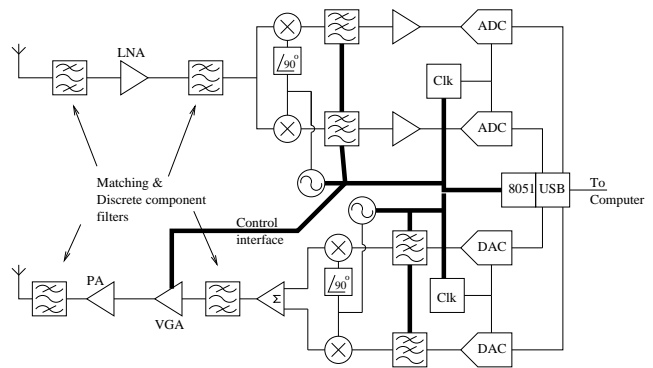 LNA
∠90°
ADC
Clk
ADC
Matching &
Discrete component
filters
8051 USB
To
Computer
Control
interface
DAC
PA
∠90°
Clk
Σ
VGA
DAC